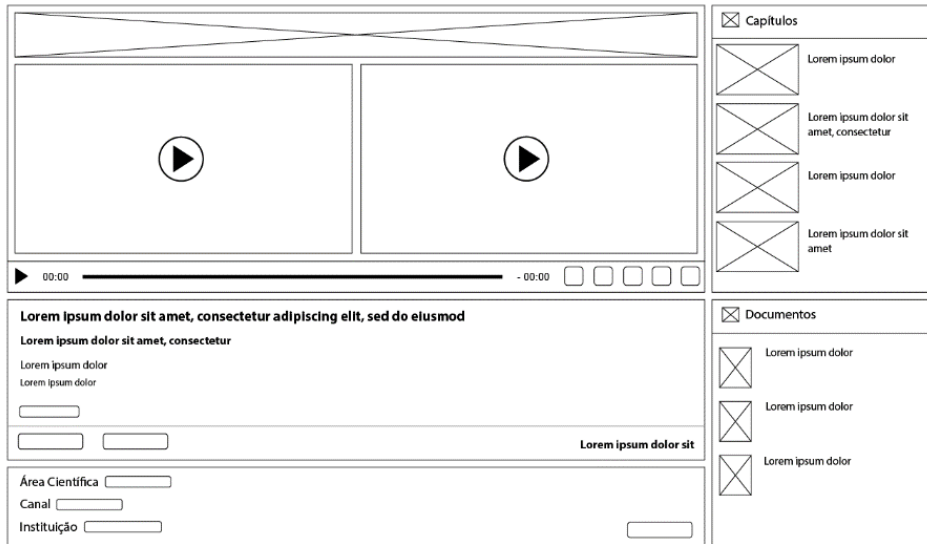 Capítulos
Lorem ipsum dolor
Lorem ipsum dolor sit
amet, consectetur
Lorem ipsum dolor
Lorem ipsum dolor sit
amet
00:00
- 00:00
Lorem ipsum dolor sit amet, consectetur adipiscing elit, sed do eiusmod
Lorem ipsum dolor sit amet, consectetur
Lorem ipsum dolor
Lorem ipsum dolor
Lorem ipsum dolor sit
Documentos
Lorem ipsum dolor
Lorem ipsum dolor
Lorem ipsum dolor
Área Científica
Canal
Instituição